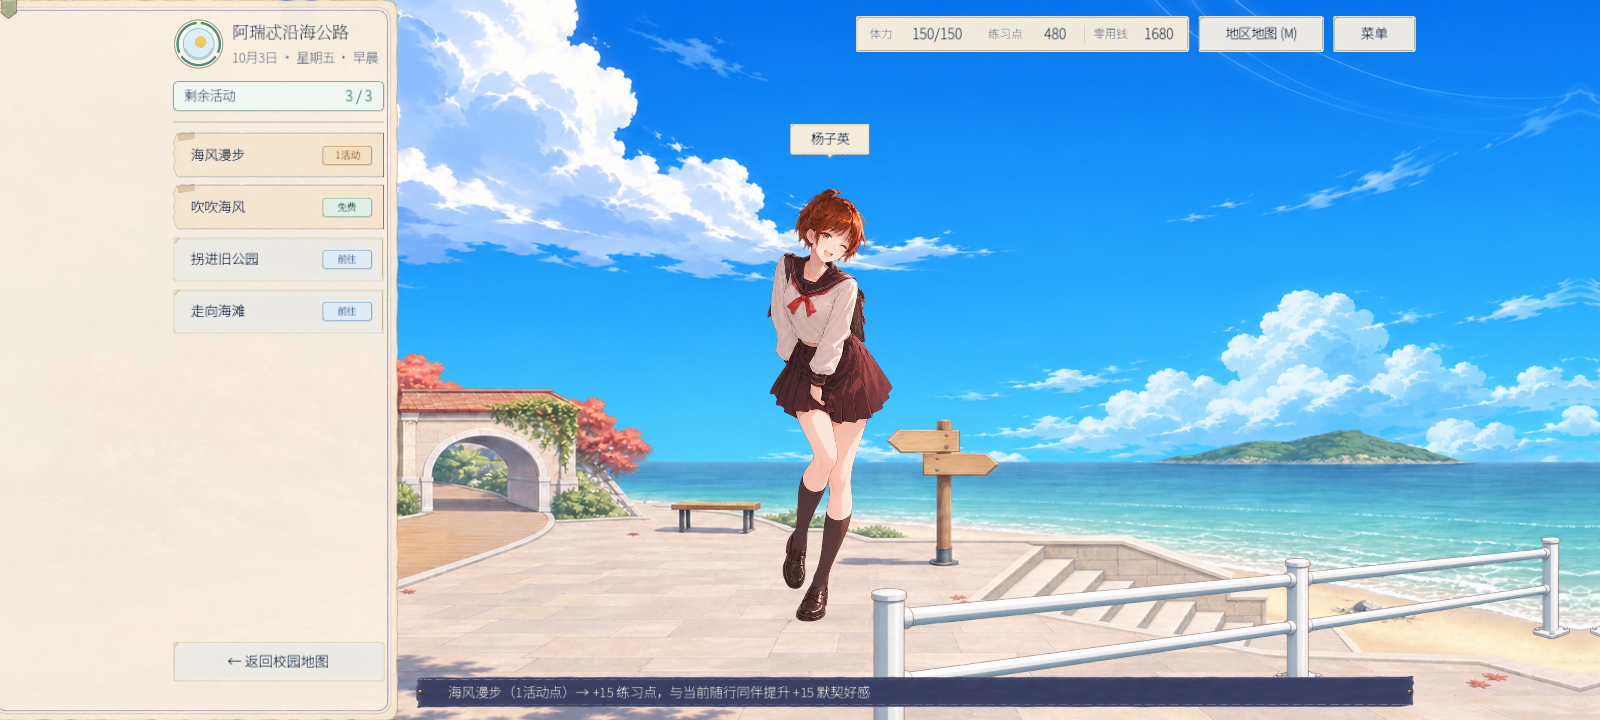 阿瑞忒沿海公路
10月3日 · 星期五 · 早晨
剩余活动 3 / 3
海风漫步 1活动
吹吹海风 免费
拐进旧公园 前往
走向海滩 前往
← 返回校园地图
体力 150/150 练习点 480 零用钱 1680
地区地图 (M)
菜单
杨子英
海风漫步（1活动点）→ +15 练习点，与当前随行同伴提升 +15 默契好感